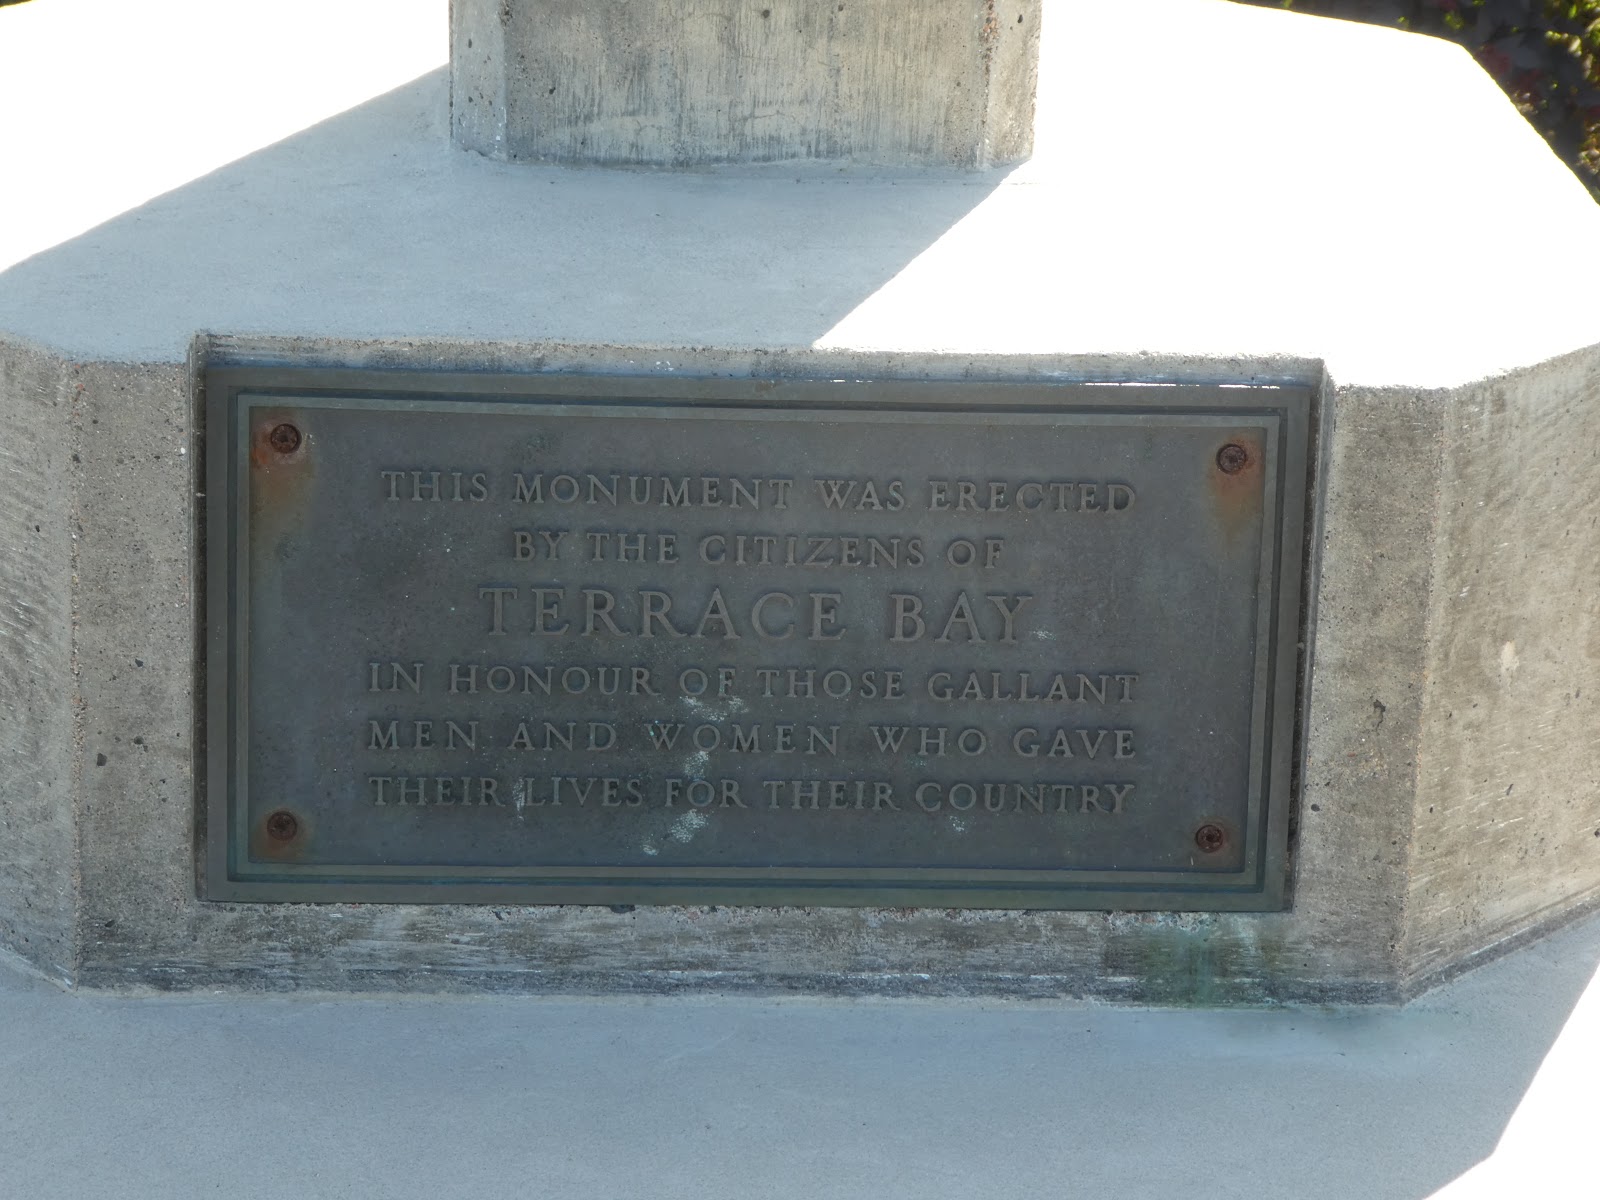 THIS MONUMENT WAS ERECTED
BY THE CITIZENS OF
TERRACE BAY
IN HONOUR OF THOSE GALLANT
MEN AND WOMEN WHO GAVE
THEIR LIVES FOR THEIR COUNTRY